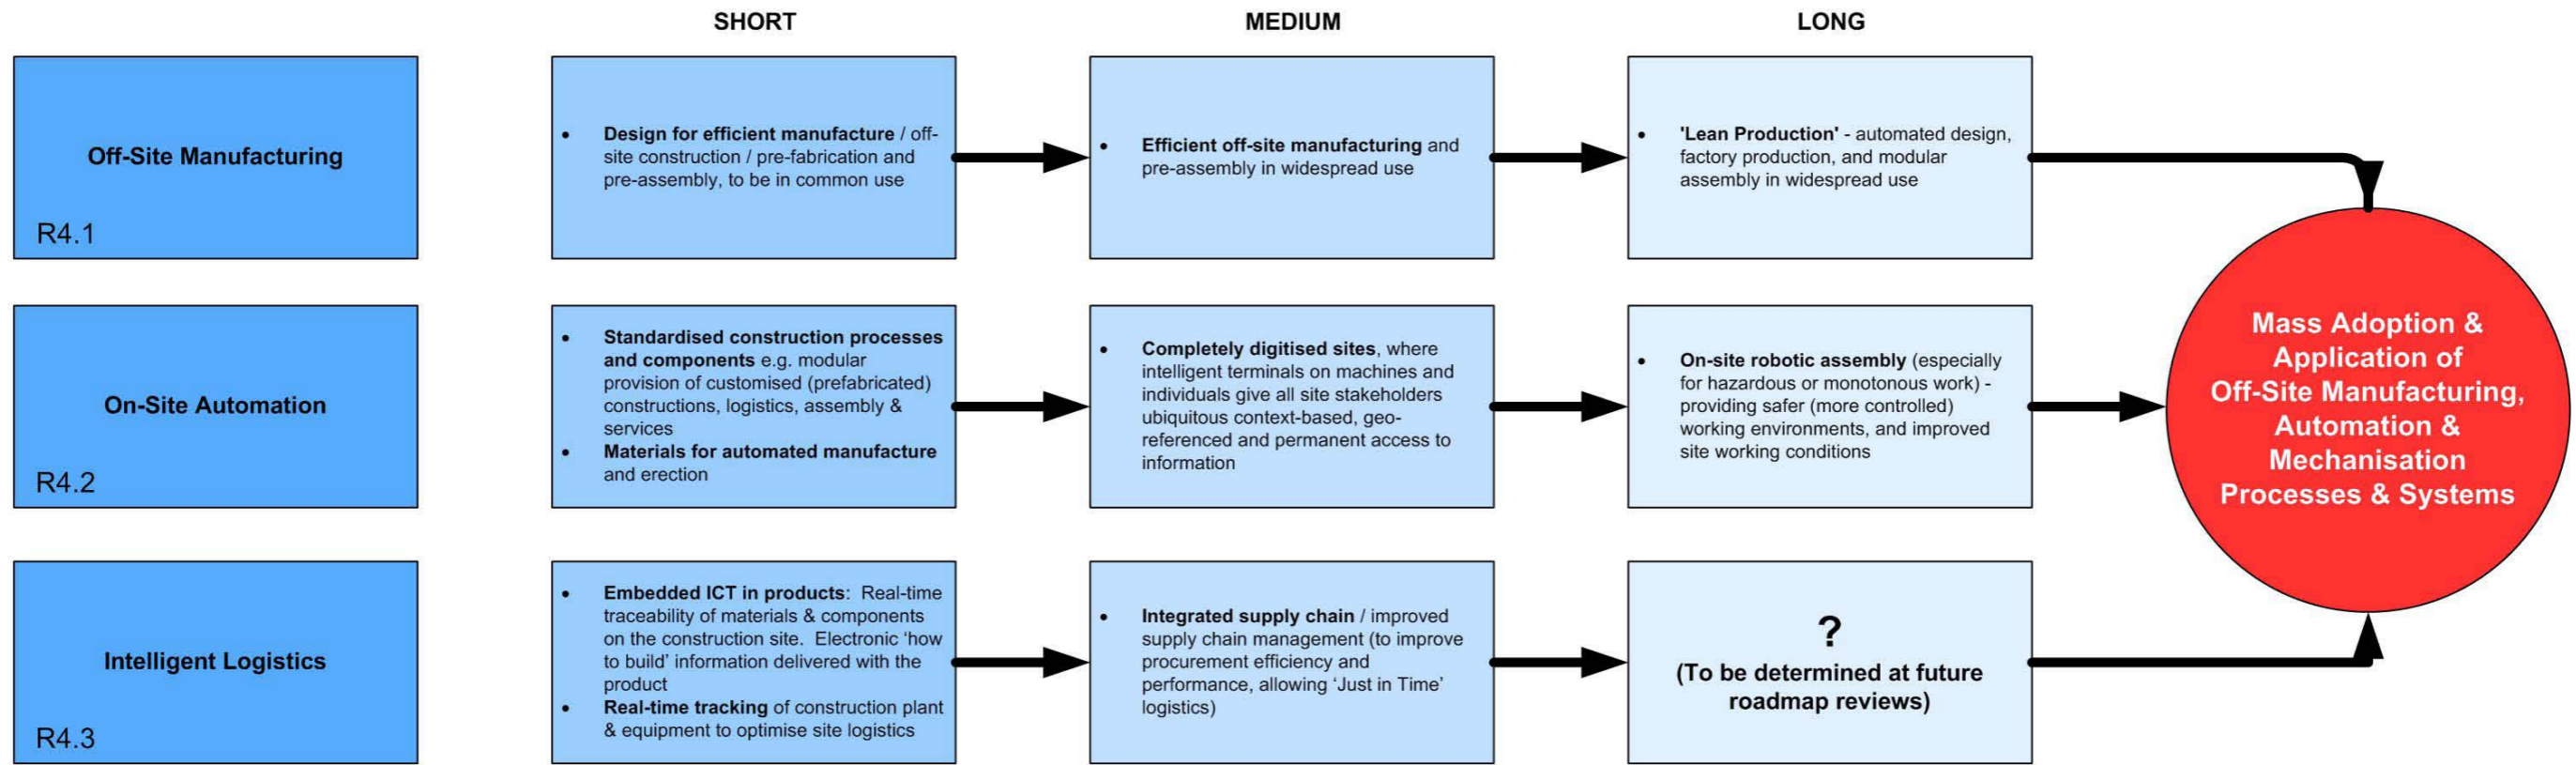 SHORT
MEDIUM
LONG
Off-Site Manufacturing
R4.1
• Design for efficient manufacture / off-
site construction / pre-fabrication and
pre-assembly, to be in common use
• Efficient off-site manufacturing and
pre-assembly in widespread use
• 'Lean Production' - automated design,
factory production, and modular
assembly in widespread use
On-Site Automation
R4.2
• Standardised construction processes
and components e.g. modular
provision of customised (prefabricated)
constructions, logistics, assembly &
services
• Materials for automated manufacture
and erection
• Completely digitised sites, where
intelligent terminals on machines and
individuals give all site stakeholders
ubiquitous context-based, geo-
referenced and permanent access to
information
• On-site robotic assembly (especially
for hazardous or monotonous work) -
providing safer (more controlled)
working environments, and improved
site working conditions
Intelligent Logistics
R4.3
• Embedded ICT in products: Real-time
traceability of materials & components
on the construction site. Electronic ‘how
to build’ information delivered with the
product
• Real-time tracking of construction plant
& equipment to optimise site logistics
• Integrated supply chain / improved
supply chain management (to improve
procurement efficiency and
performance, allowing ‘Just in Time’
logistics)
?
(To be determined at future
roadmap reviews)
Mass Adoption &
Application of
Off-Site Manufacturing,
Automation &
Mechanisation
Processes & Systems